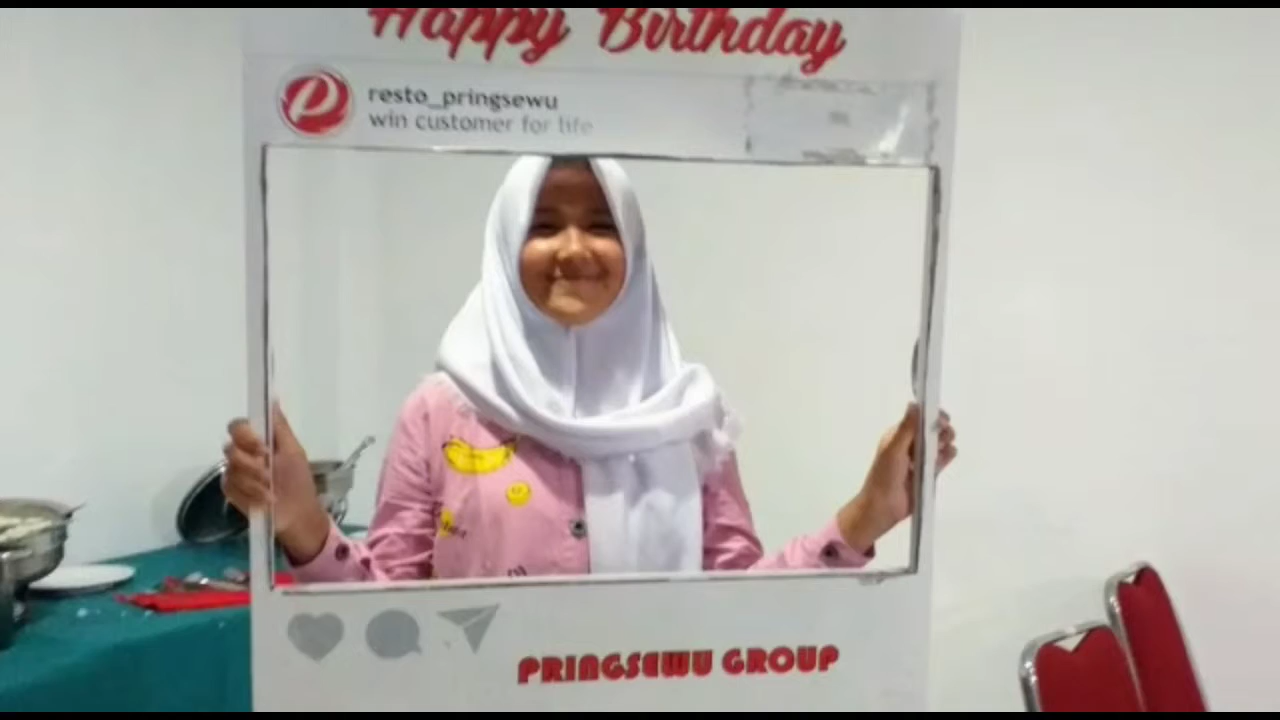 Happy Birthday
resto_pringsewu
win customer for life
PRINGSEWU GROUP